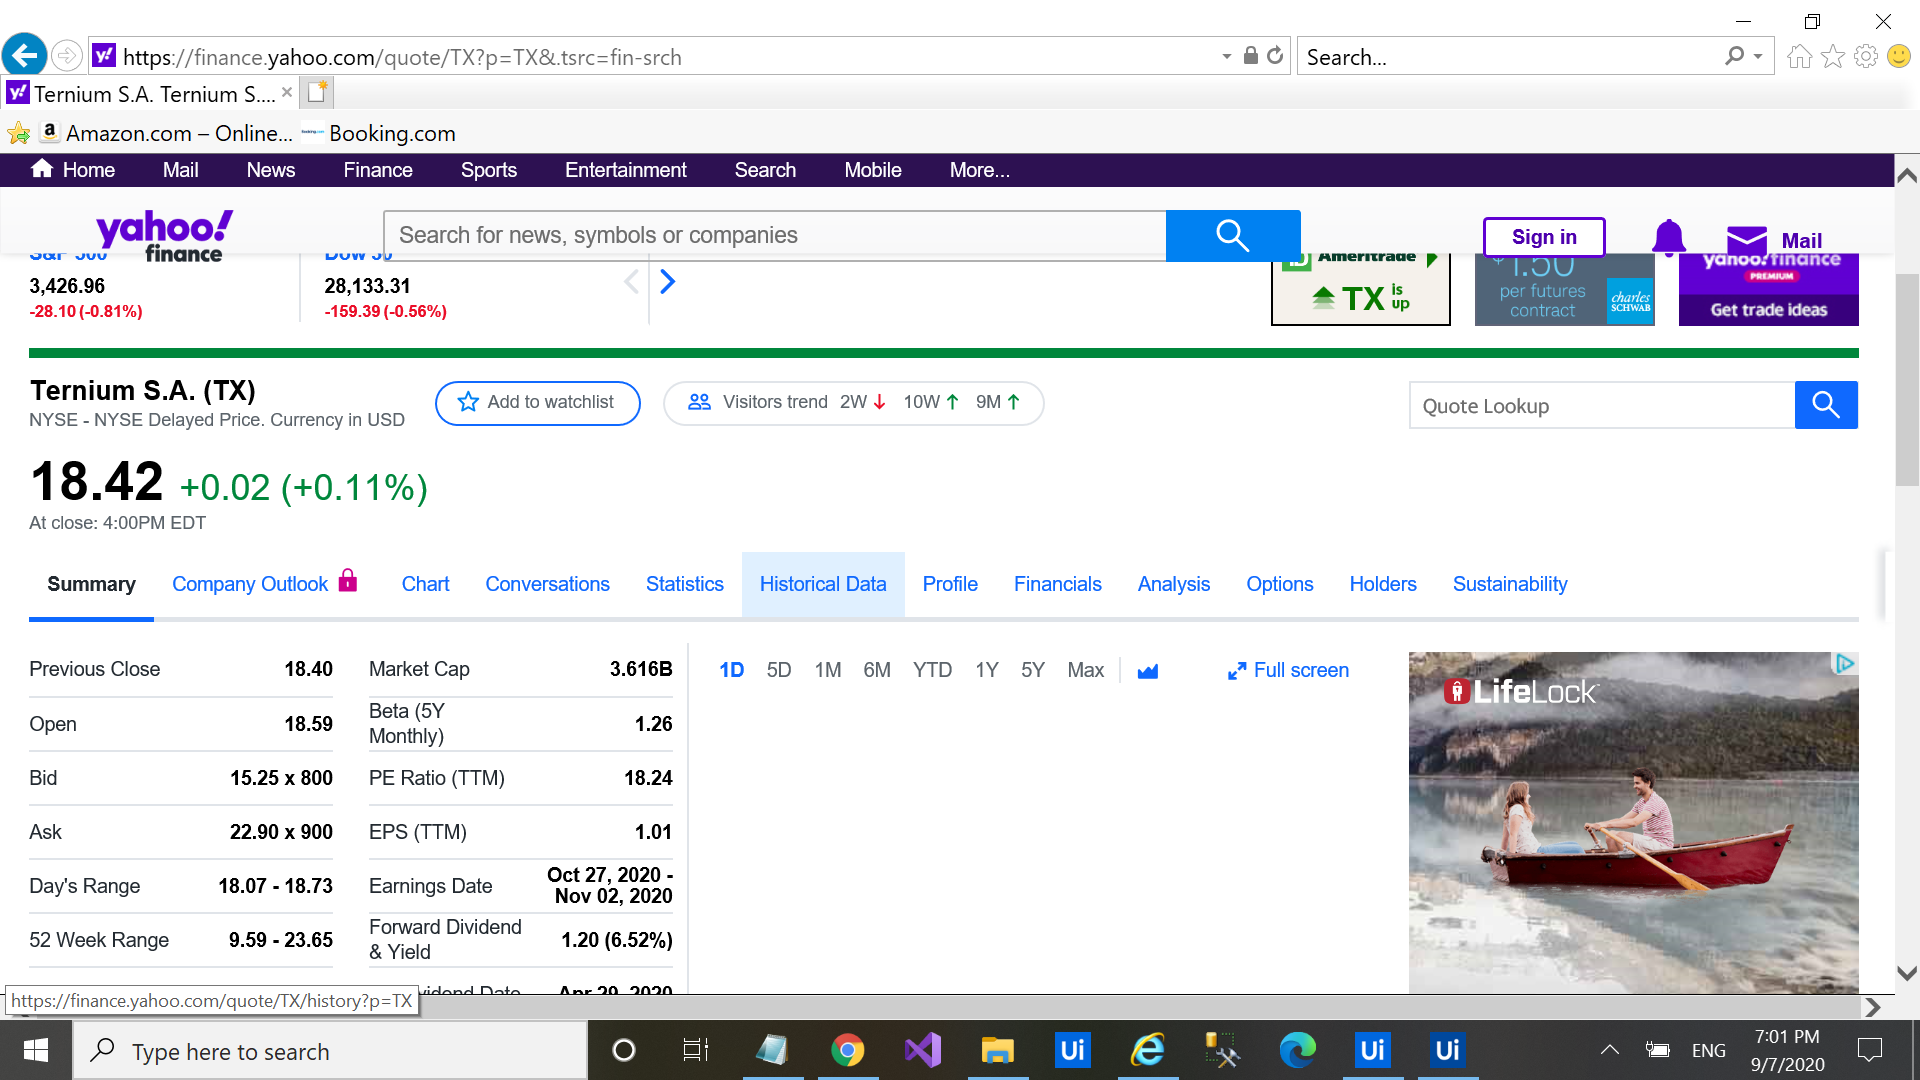 https://finance.yahoo.com/quote/TX?p=TX&.tsrc=fin-srch
Search...
Ternium S.A. Ternium S....
Amazon.com – Online...
Booking.com
Home Mail News Finance Sports Entertainment Search Mobile More...
yahoo!
finance
Search for news, symbols or companies
Sign in
Mail
S&P 500
3,426.96
-28.10 (-0.81%)
Dow 30
28,133.31
-159.39 (-0.56%)
Ameritrade
TX is up
$1.50
per futures
contract
charles
SCHWAB
yahoo!finance
PREMIUM
Get trade ideas
Ternium S.A. (TX)
NYSE - NYSE Delayed Price. Currency in USD
Add to watchlist
Visitors trend 2W ↓ 10W ↑ 9M ↑
Quote Lookup
18.42 +0.02 (+0.11%)
At close: 4:00PM EDT
Summary Company Outlook Chart Conversations Statistics Historical Data Profile Financials Analysis Options Holders Sustainability
Previous Close 18.40
Open 18.59
Bid 15.25 x 800
Ask 22.90 x 900
Day's Range 18.07 - 18.73
52 Week Range 9.59 - 23.65
Market Cap 3.616B
Beta (5Y
Monthly) 1.26
PE Ratio (TTM) 18.24
EPS (TTM) 1.01
Earnings Date Oct 27, 2020 -
Nov 02, 2020
Forward Dividend
& Yield 1.20 (6.52%)
vidend Date Apr 29, 2020
1D 5D 1M 6M YTD 1Y 5Y Max
Full screen
LifeLock
https://finance.yahoo.com/quote/TX/history?p=TX
Type here to search
Ui
Ui
Ui
ENG
7:01 PM
9/7/2020